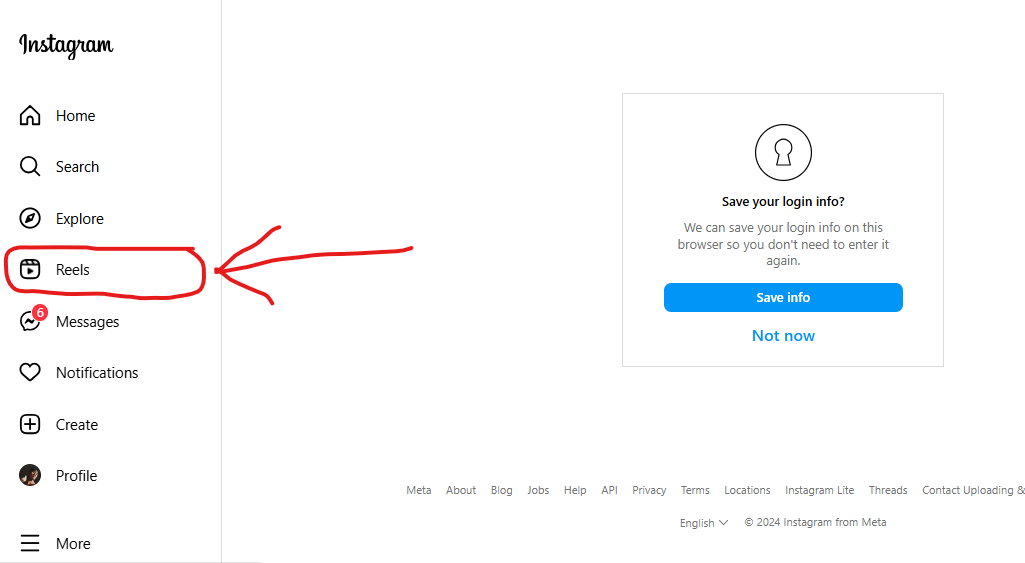 Instagram
Home
Search
Explore
Reels
6
Messages
Notifications
Create
Profile
More
Save your login info?
We can save your login info on this
browser so you don't need to enter it
again.
Save info
Not now
Meta About Blog Jobs Help API Privacy Terms Locations Instagram Lite Threads Contact Uploading &
English © 2024 Instagram from Meta